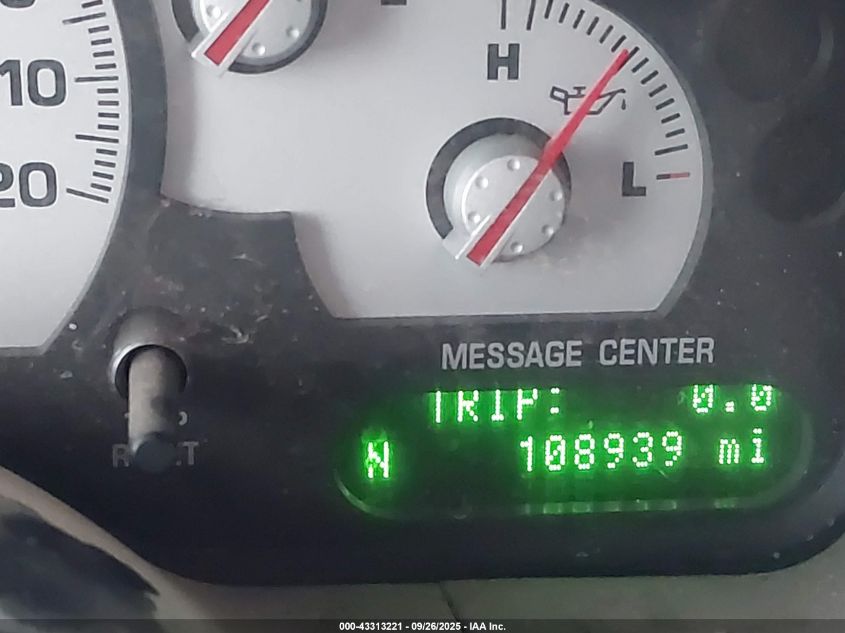 10
20
H
L
MESSAGE CENTER
TRIP: 0.0
N 108939 mi
000-43313221 - 09/26/2025 - IAA Inc.